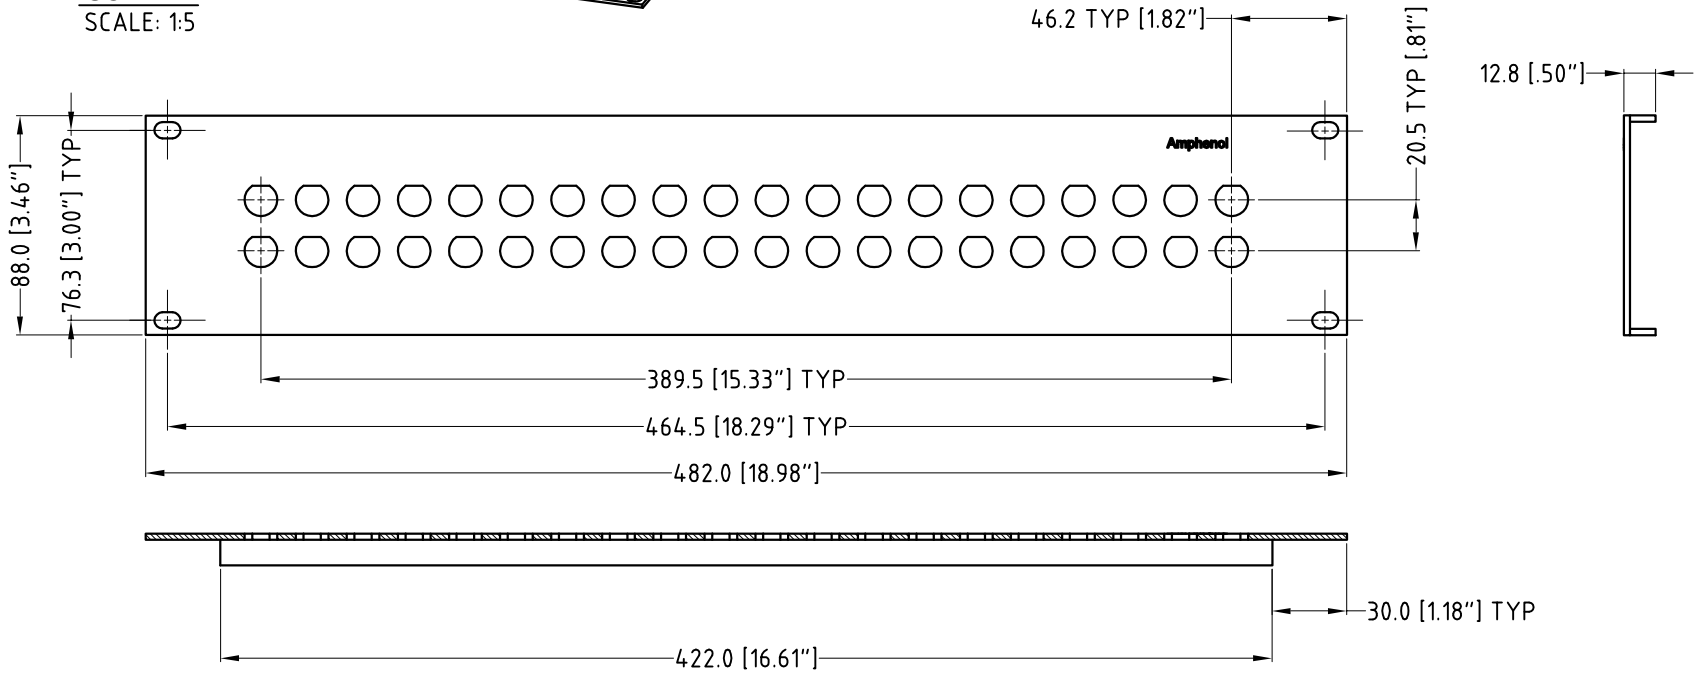 SCALE: 1:5
46.2 TYP [1.82"]
20.5 TYP [.81"]
12.8 [.50"]
Amphenol
88.0 [3.46"]
76.3 [3.00"] TYP
389.5 [15.33"] TYP
464.5 [18.29"] TYP
482.0 [18.98"]
30.0 [1.18"] TYP
422.0 [16.61"]